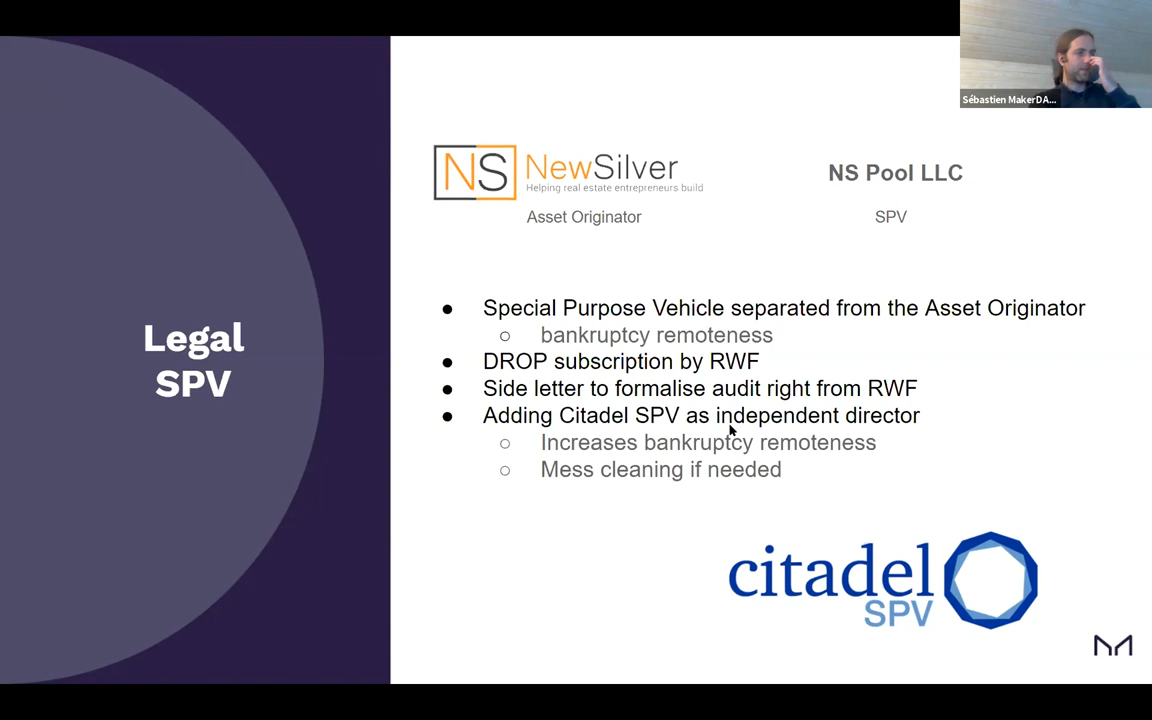 Sébastien MakerDA...
NS NewSilver
Helping real estate entrepreneurs build
Asset Originator
NS Pool LLC
SPV
Legal
SPV
● Special Purpose Vehicle separated from the Asset Originator
○ bankruptcy remoteness
● DROP subscription by RWF
● Side letter to formalise audit right from RWF
● Adding Citadel SPV as independent director
○ Increases bankruptcy remoteness
○ Mess cleaning if needed
citadel
SPV